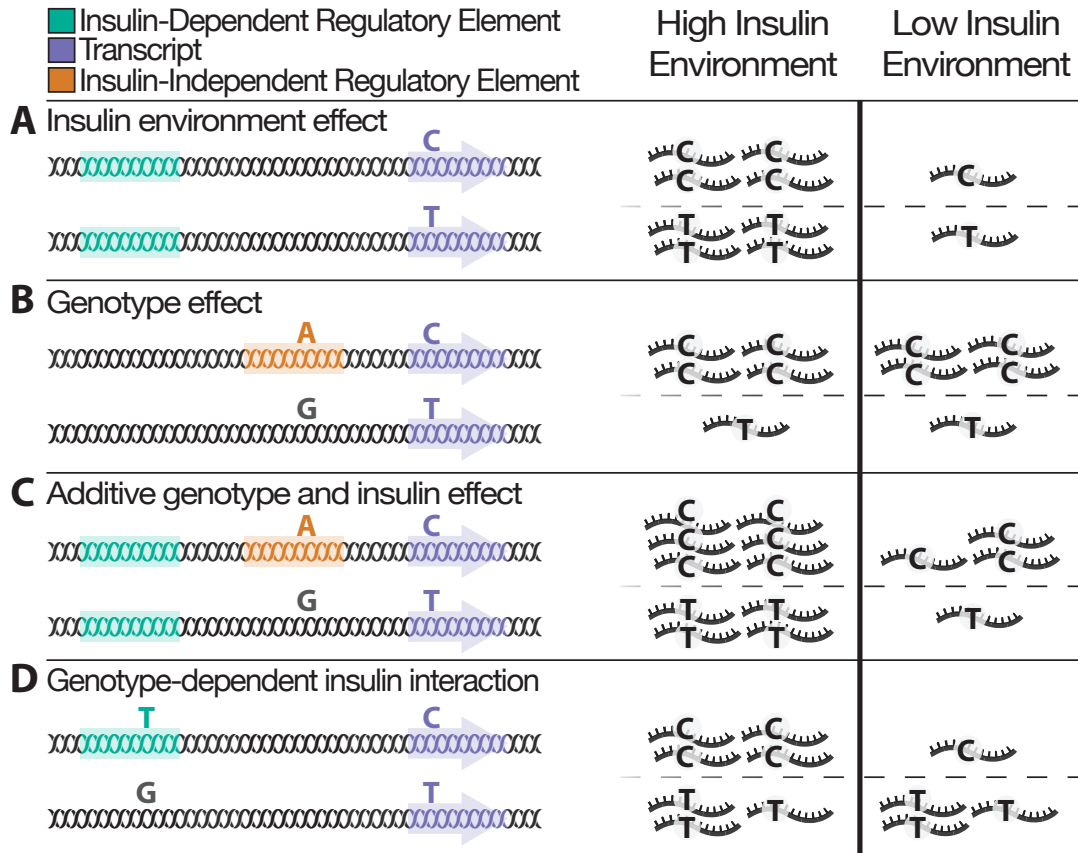 Insulin-Dependent Regulatory Element
Transcript
Insulin-Independent Regulatory Element
High Insulin
Environment
Low Insulin
Environment
A Insulin environment effect
C
C C
C C
C
T
T T
T T
T
B Genotype effect
A C
C C
C C
C C
C C
G T
T
T
C Additive genotype and insulin effect
A C
C C
C C
C C
C
C C
G T
T T
T T
T
D Genotype-dependent insulin interaction
T C
C C
C C
C
G T
T T
T
T T
T